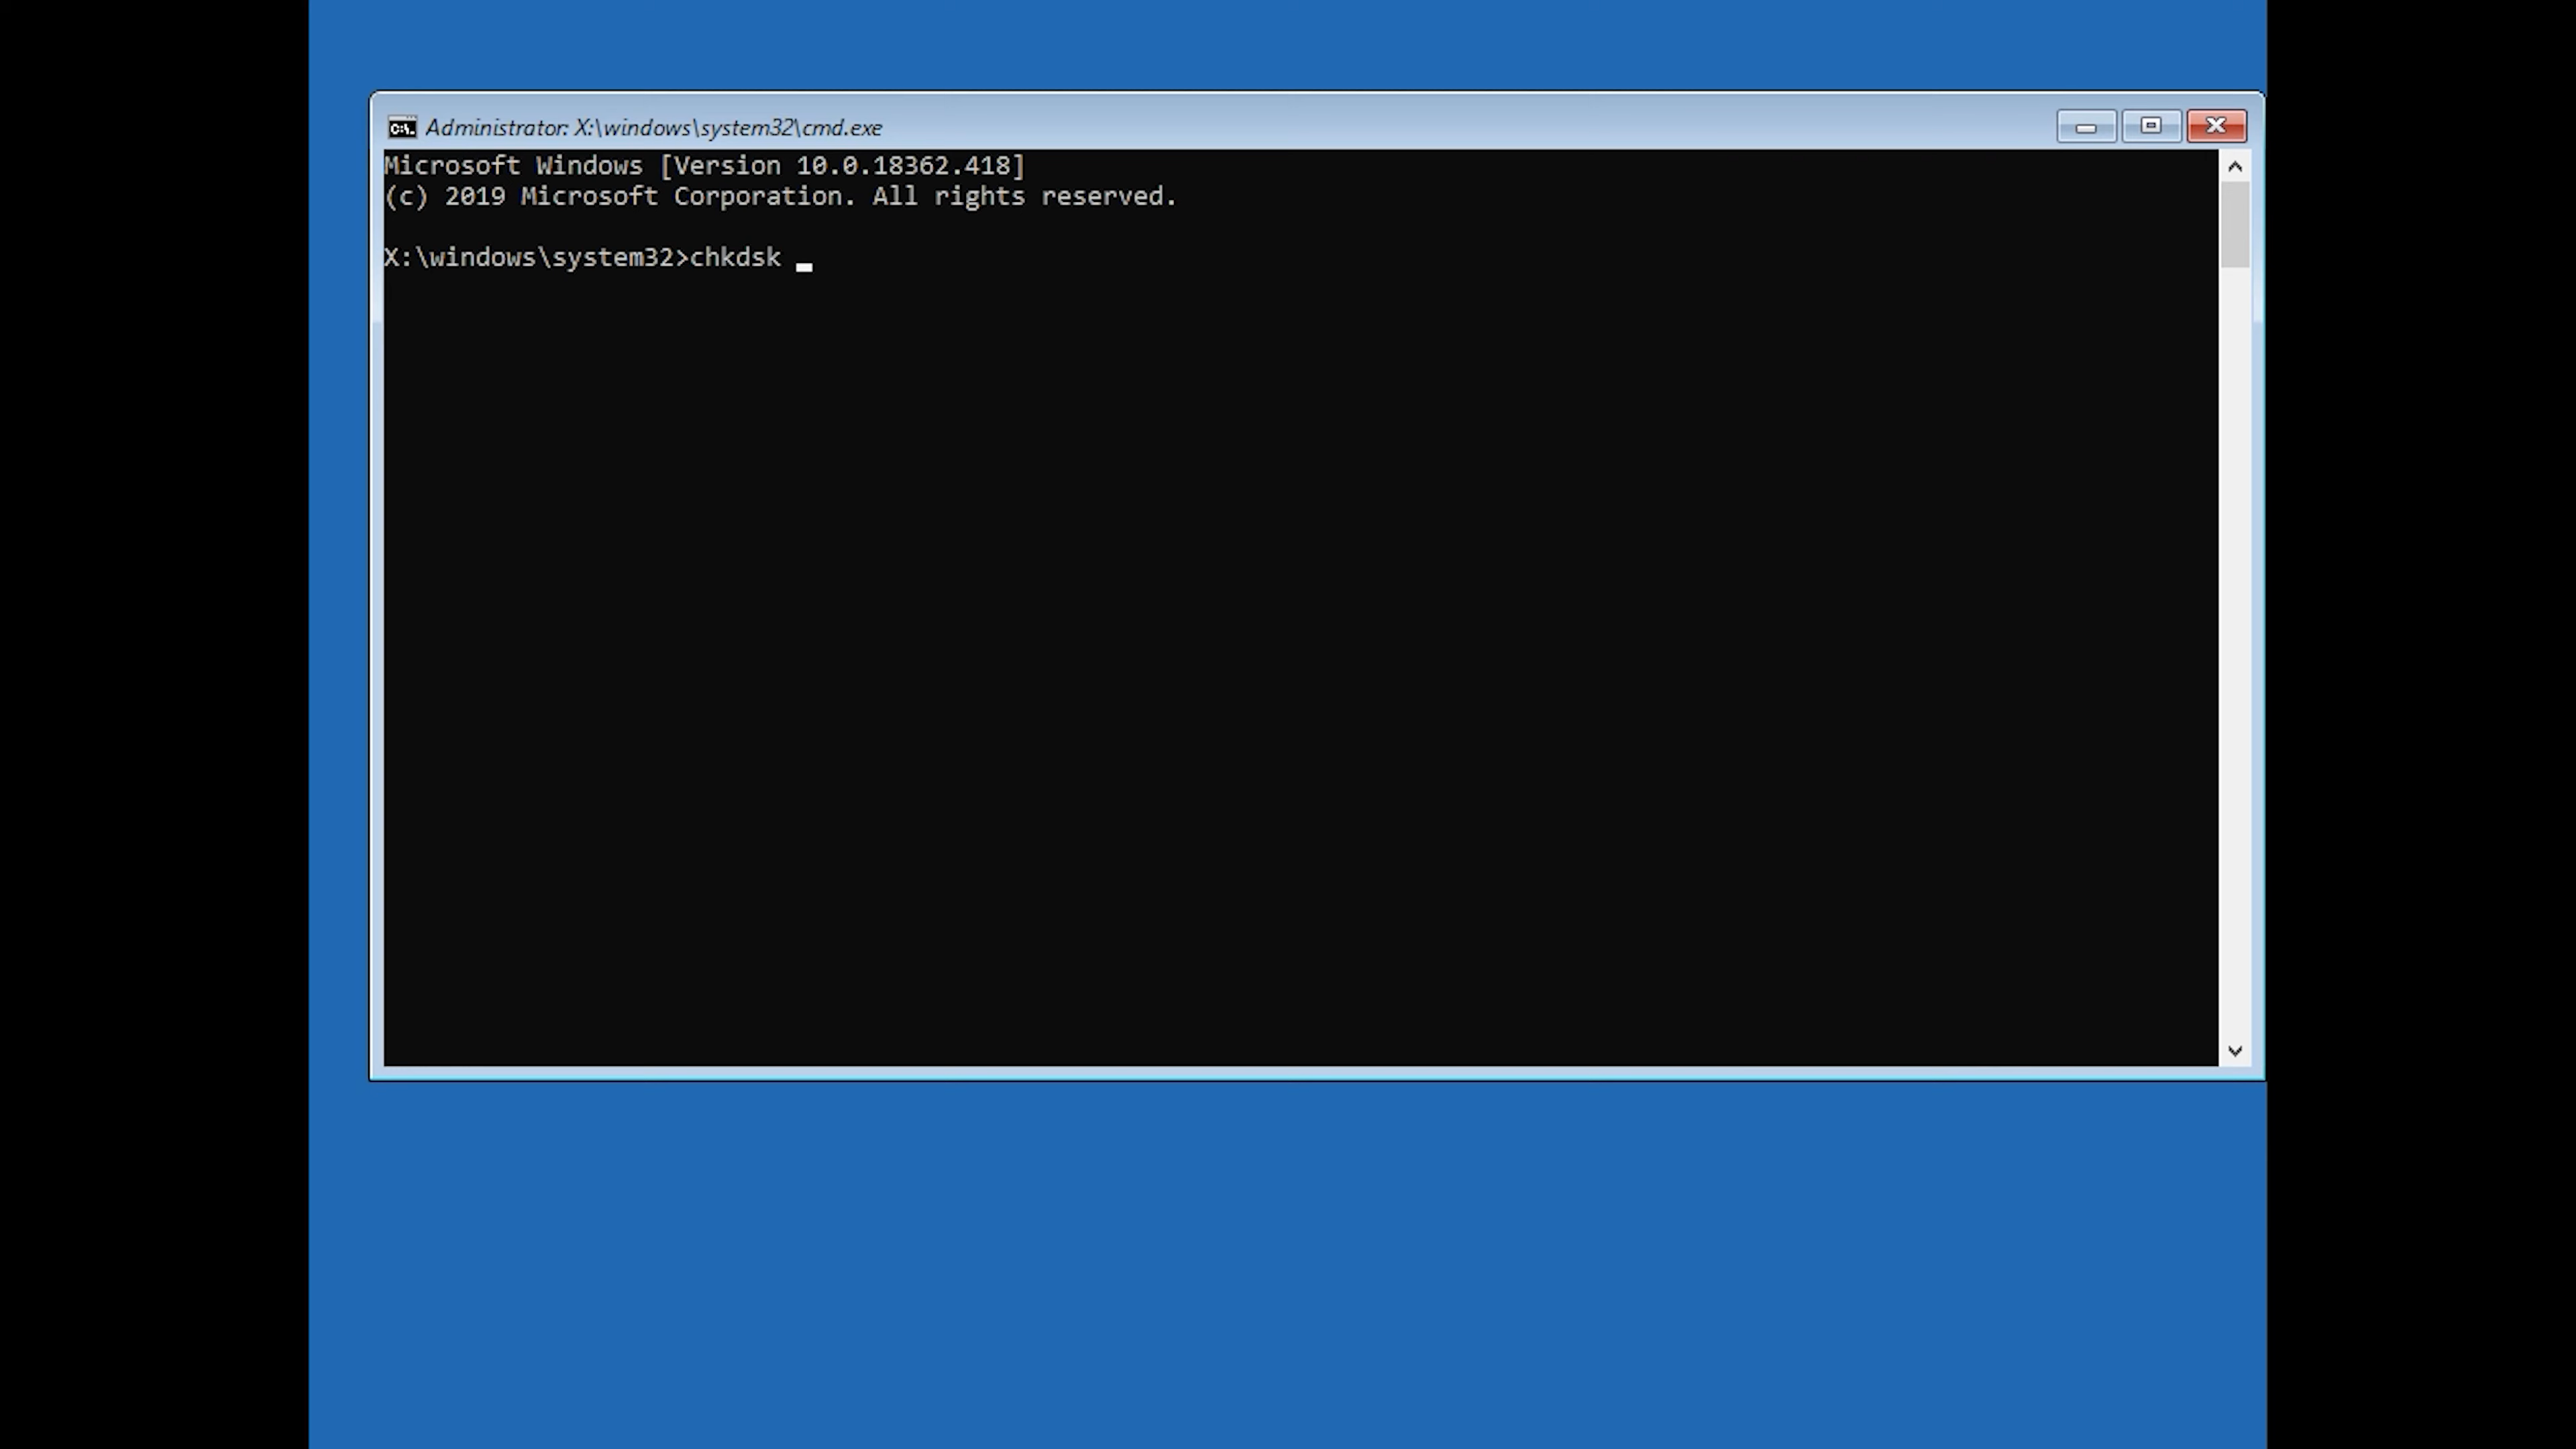 Administrator: X:\windows\system32\cmd.exe
Microsoft Windows [Version 10.0.18362.418]
(c) 2019 Microsoft Corporation. All rights reserved.
X:\windows\system32>chkdsk